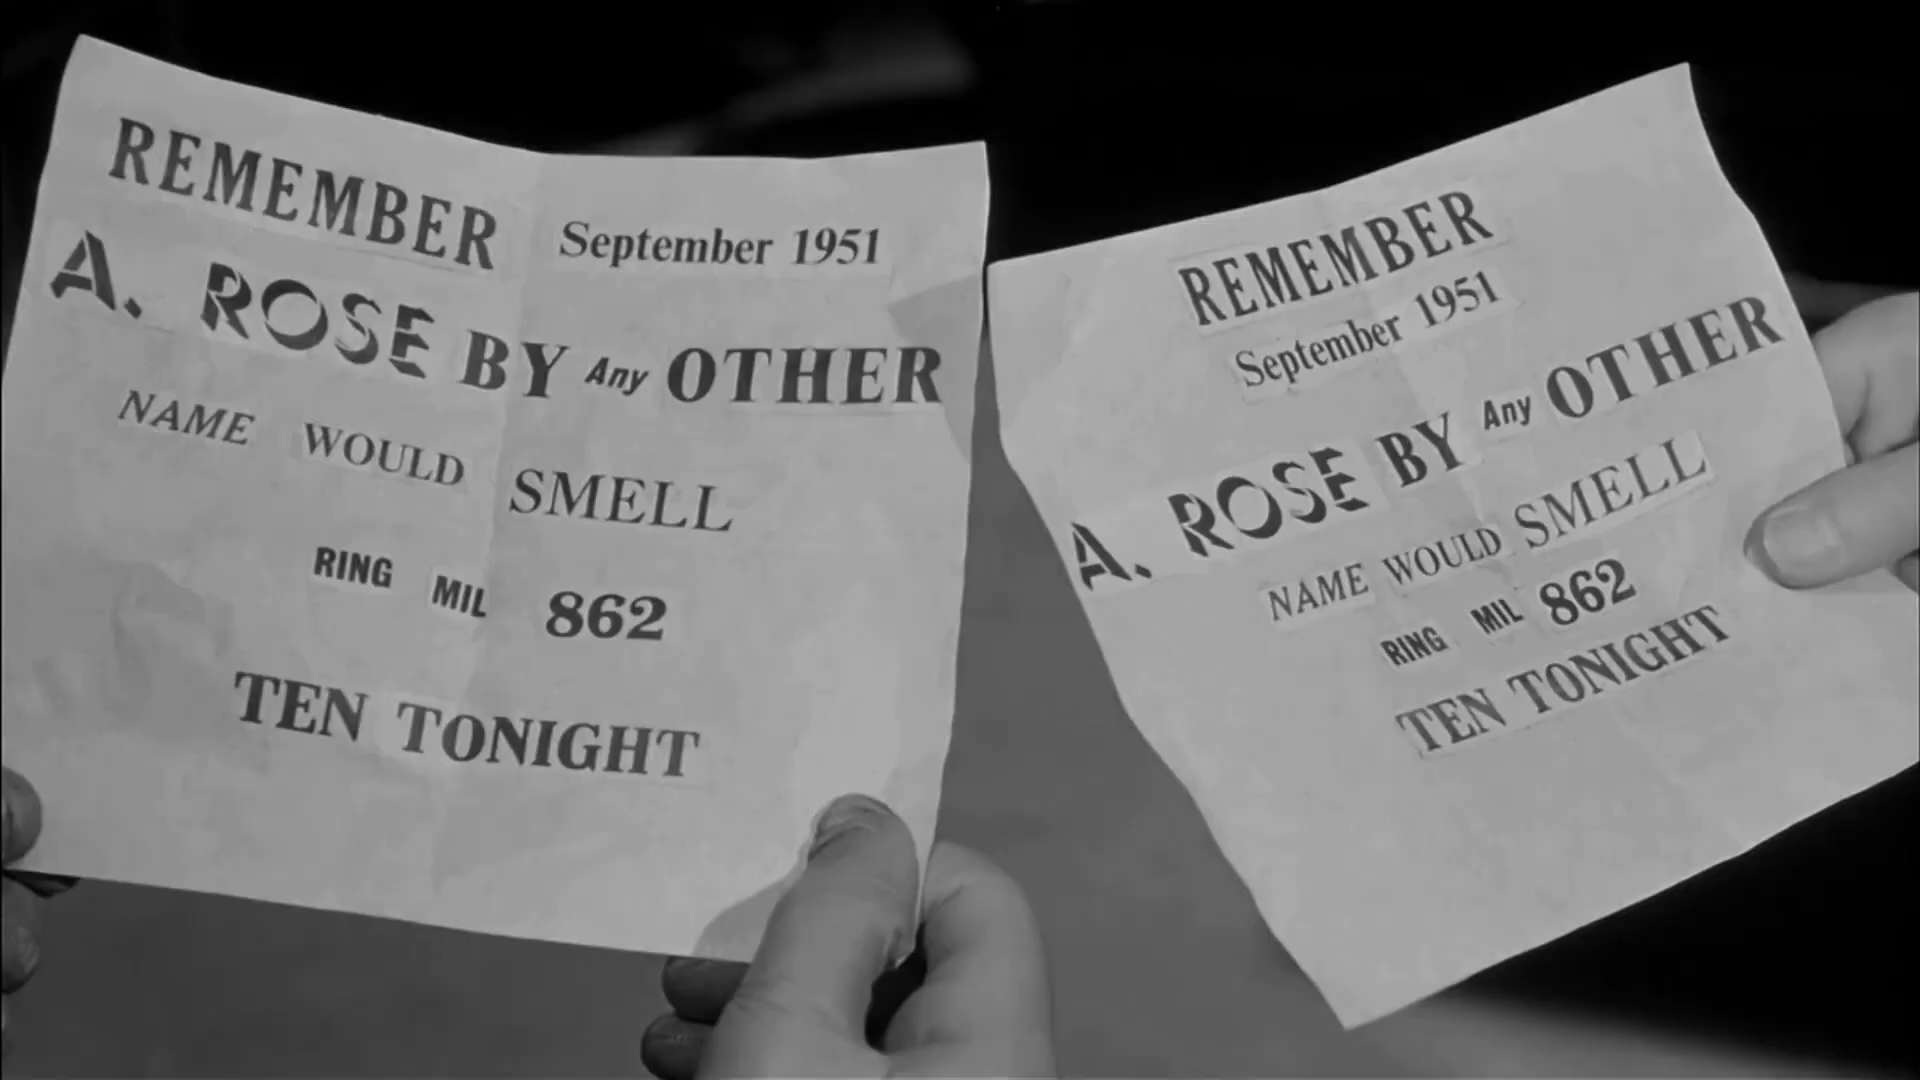 REMEMBER September 1951
A. ROSE BY Any OTHER
NAME WOULD SMELL
RING MIL 862
TEN TONIGHT
REMEMBER
September 1951
A. ROSE BY Any OTHER
NAME WOULD SMELL
RING MIL 862
TEN TONIGHT